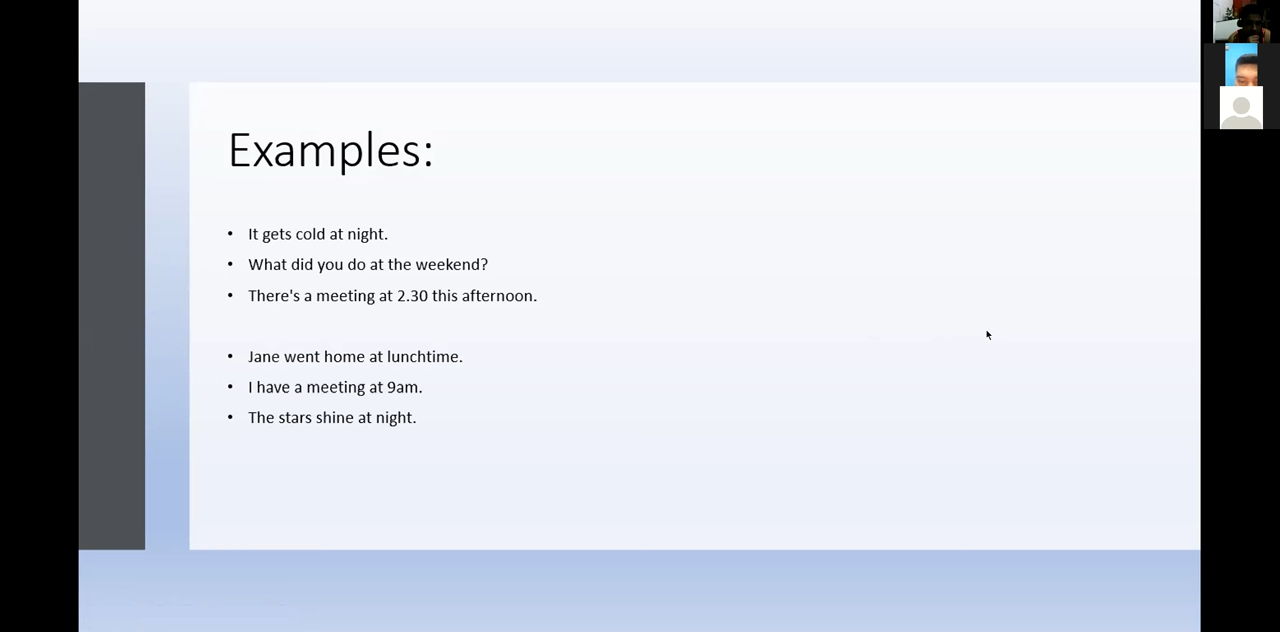 Examples:
• It gets cold at night.
• What did you do at the weekend?
• There's a meeting at 2.30 this afternoon.
• Jane went home at lunchtime.
• I have a meeting at 9am.
• The stars shine at night.